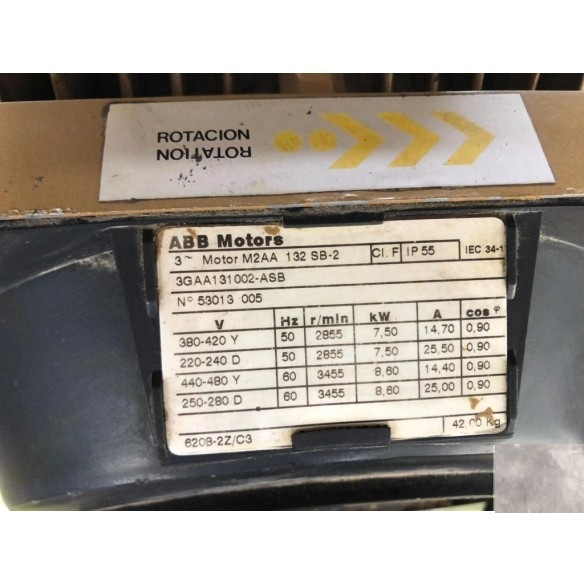 ROTACION
ROTATION
ABB Motors
3~ Motor M2AA 132 SB-2 Cl. F IP 55 IEC 34-1
3GAA131002-ASB
Nº 53013 005
V Hz r/min kW A cos φ
380-420 Y 50 2855 7,50 14,70 0,90
220-240 D 50 2855 7,50 25,50 0,90
440-480 Y 60 3455 8,60 14,40 0,90
250-280 D 60 3455 8,60 25,00 0,90
6208-2Z/C3 42,00 Kg